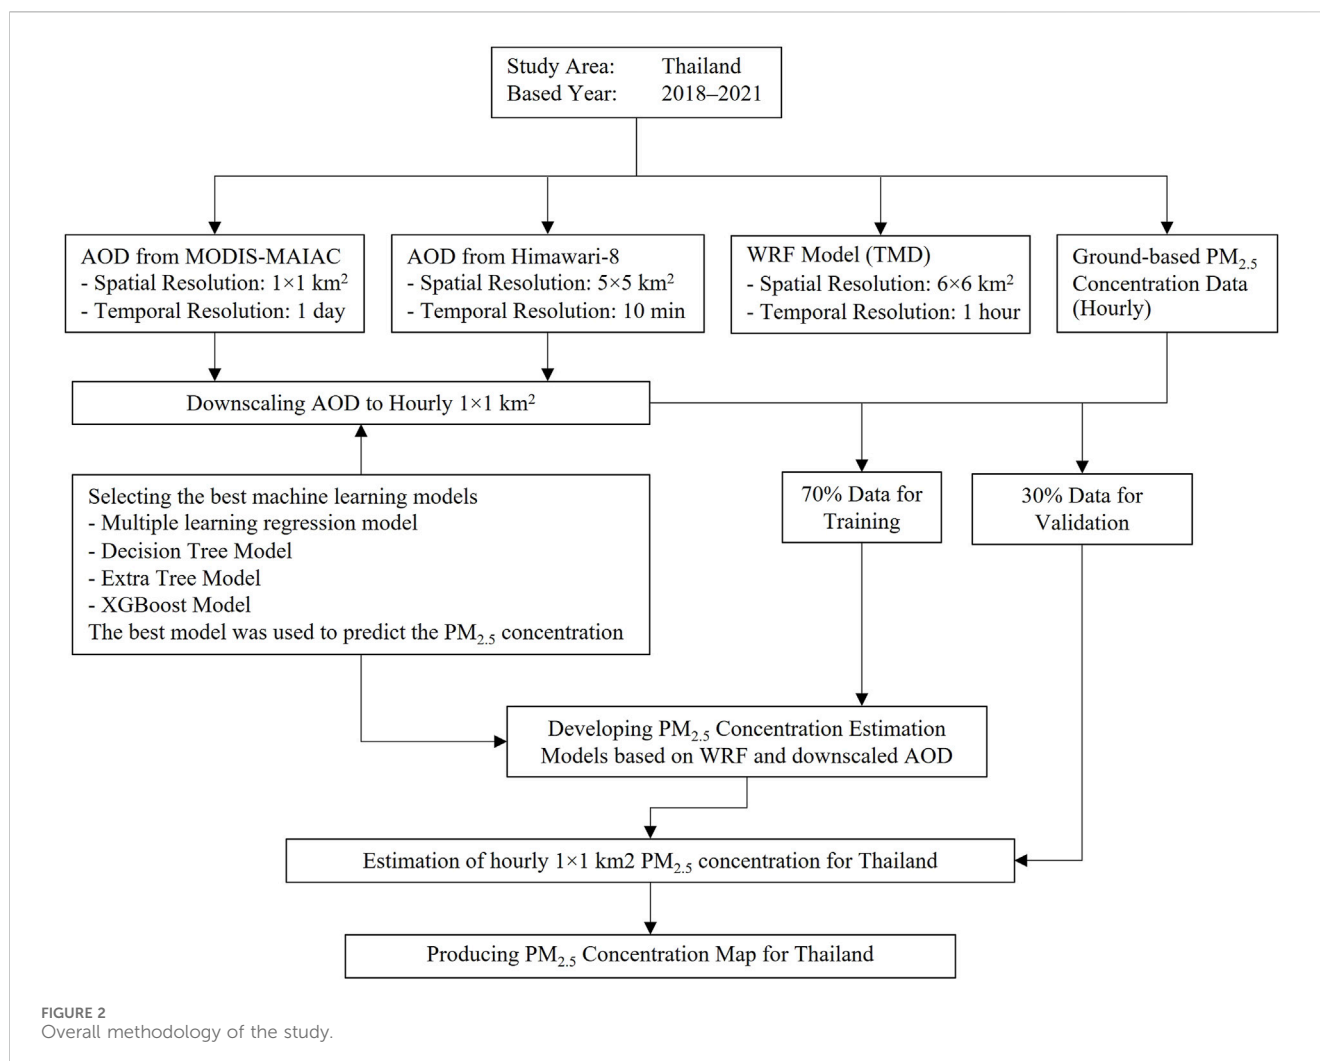 Study Area: Thailand
Based Year: 2018–2021
AOD from MODIS-MAIAC
- Spatial Resolution: 1×1 km²
- Temporal Resolution: 1 day
AOD from Himawari-8
- Spatial Resolution: 5×5 km²
- Temporal Resolution: 10 min
WRF Model (TMD)
- Spatial Resolution: 6×6 km²
- Temporal Resolution: 1 hour
Ground-based PM₂.₅
Concentration Data
(Hourly)
Downscaling AOD to Hourly 1×1 km²
Selecting the best machine learning models
- Multiple learning regression model
- Decision Tree Model
- Extra Tree Model
- XGBoost Model
The best model was used to predict the PM₂.₅ concentration
70% Data for
Training
30% Data for
Validation
Developing PM₂.₅ Concentration Estimation
Models based on WRF and downscaled AOD
Estimation of hourly 1×1 km2 PM₂.₅ concentration for Thailand
Producing PM₂.₅ Concentration Map for Thailand
FIGURE 2
Overall methodology of the study.